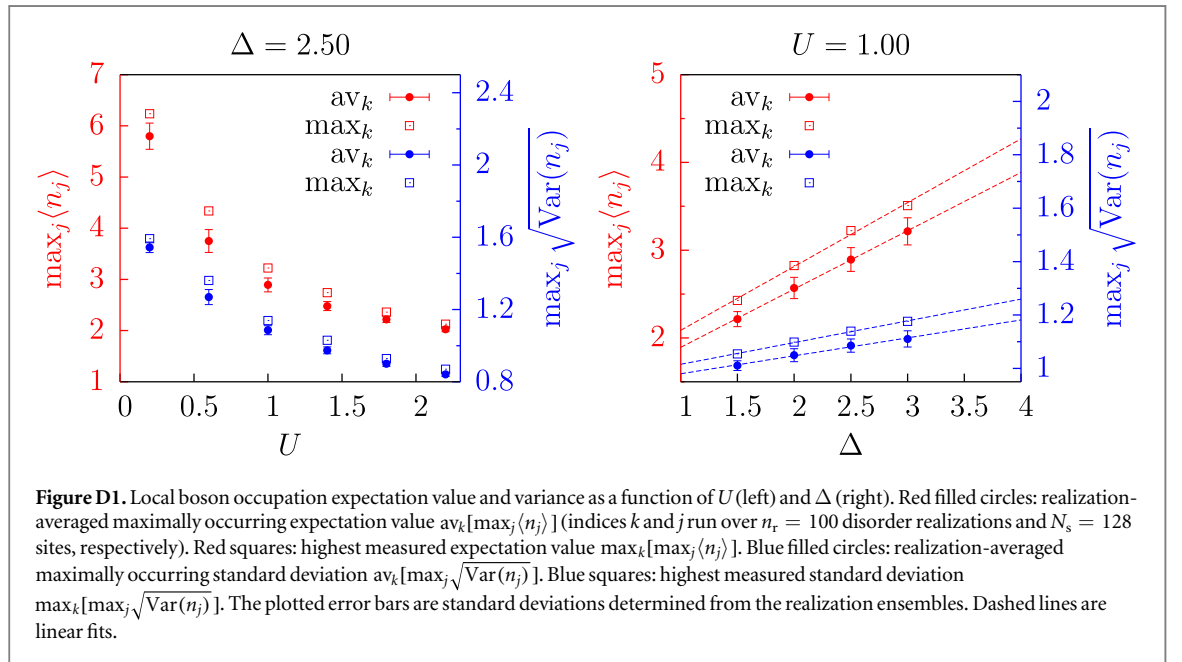 Δ = 2.50
U = 1.00
7
6
5
4
3
2
1
max_j⟨n_j⟩
av_k
max_k
av_k
max_k
2.4
2
1.6
1.2
0.8
max_j √Var(n_j)
0 0.5 1 1.5 2
U
5
4
3
2
max_j⟨n_j⟩
av_k
max_k
av_k
max_k
2
1.8
1.6
1.4
1.2
1
max_j √Var(n_j)
1 1.5 2 2.5 3 3.5 4
Δ
Figure D1. Local boson occupation expectation value and variance as a function of U (left) and Δ (right). Red filled circles: realization-
averaged maximally occurring expectation value av_k[max_j⟨n_j⟩] (indices k and j run over n_r = 100 disorder realizations and N_s = 128
sites, respectively). Red squares: highest measured expectation value max_k[max_j⟨n_j⟩]. Blue filled circles: realization-averaged
maximally occurring standard deviation av_k[max_j √Var(n_j)]. Blue squares: highest measured standard deviation
max_k[max_j √Var(n_j)]. The plotted error bars are standard deviations determined from the realization ensembles. Dashed lines are
linear fits.